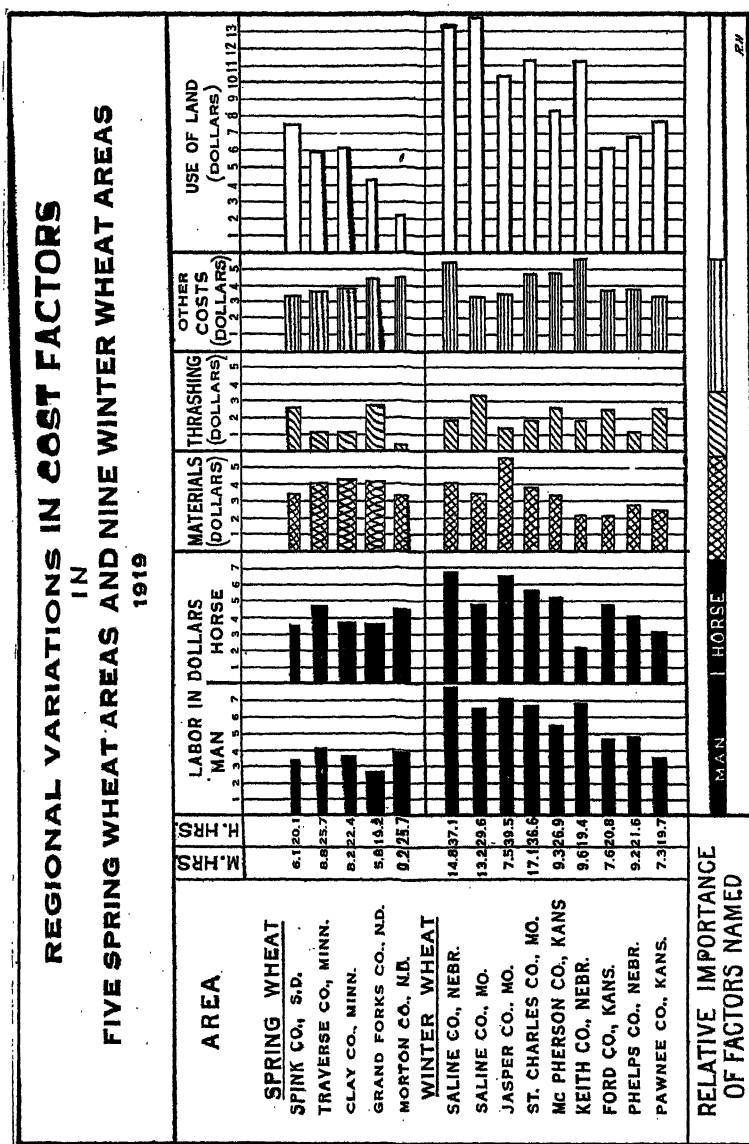 REGIONAL VARIATIONS IN COST FACTORS
IN
FIVE SPRING WHEAT AREAS AND NINE WINTER WHEAT AREAS
1919
AREA
M.HRS.
H.HRS.
LABOR IN DOLLARS
MAN
HORSE
MATERIALS (DOLLARS)
THRASHING (DOLLARS)
OTHER COSTS (DOLLARS)
USE OF LAND (DOLLARS)
1 2 3 4 5 6 7
1 2 3 4 5 6 7
1 2 3 4 5
1 2 3 4 5
1 2 3 4 5
1 2 3 4 5 6 7 8 9 10 11 12 13
SPRING WHEAT
SPINK CO., S.D. 6.1 20.1
TRAVERSE CO., MINN. 8.8 25.7
CLAY CO., MINN. 8.2 22.4
GRAND FORKS CO., N.D. 5.8 19.2
MORTON CO., N.D. 9.2 25.7
WINTER WHEAT
SALINE CO., NEBR. 14.8 37.1
SALINE CO., MO. 13.2 29.6
JASPER CO., MO. 7.5 39.5
ST. CHARLES CO., MO. 17.1 36.6
MC PHERSON CO., KANS 9.3 26.9
KEITH CO., NEBR. 9.6 19.4
FORD CO., KANS. 7.6 20.8
PHELPS CO., NEBR. 9.2 21.6
PAWNEE CO., KANS. 7.3 19.7
RELATIVE IMPORTANCE
OF FACTORS NAMED
MAN
HORSE